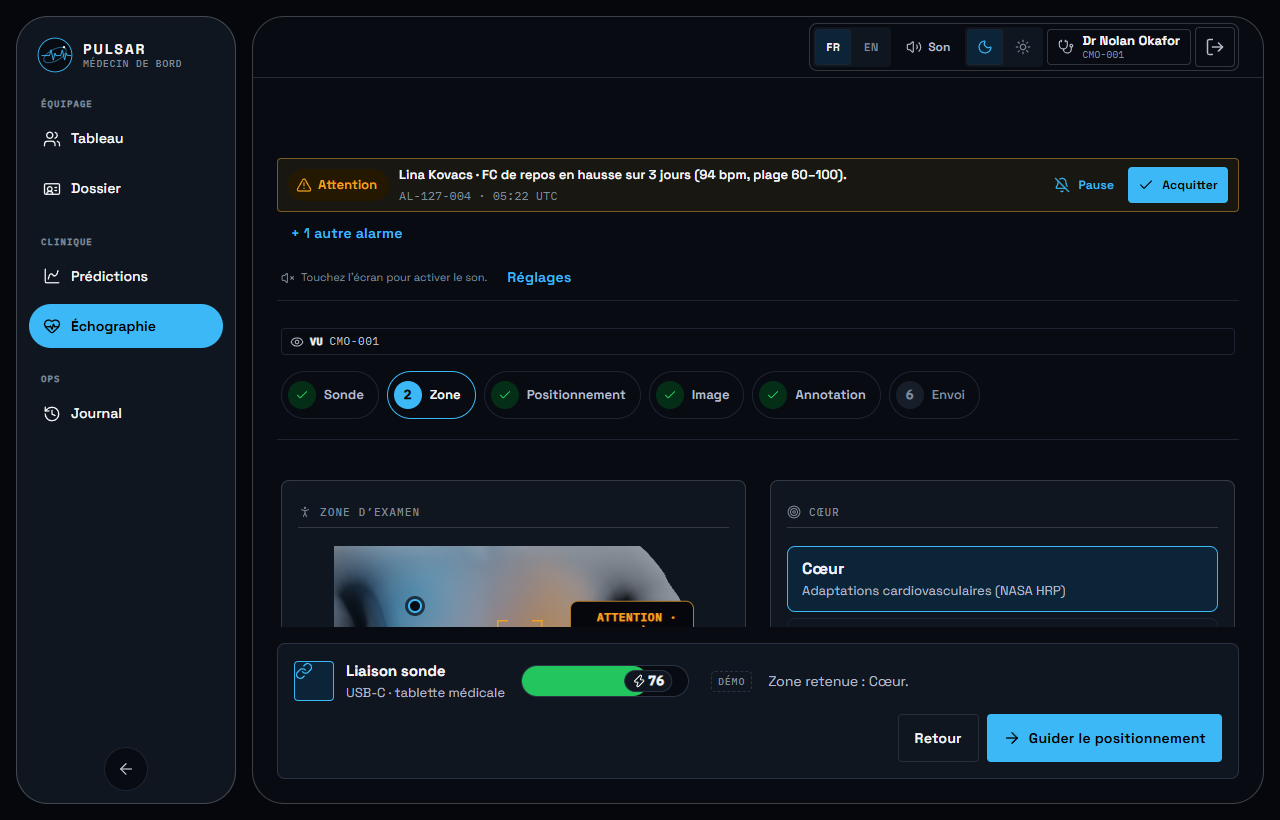 PULSAR
MÉDECIN DE BORD
ÉQUIPAGE
Tableau
Dossier
CLINIQUE
Prédictions
Échographie
OPS
Journal
FR EN Son Dr Nolan Okafor
CMO-001
Attention
Lina Kovacs · FC de repos en hausse sur 3 jours (94 bpm, plage 60–100).
AL-127-004 · 05:22 UTC
Pause
Acquitter
+ 1 autre alarme
Touchez l'écran pour activer le son. Réglages
VU CMO-001
Sonde 2 Zone Positionnement Image Annotation 6 Envoi
ZONE D'EXAMEN
ATTENTION ·
CŒUR
Cœur
Adaptations cardiovasculaires (NASA HRP)
Liaison sonde
USB-C · tablette médicale
76
DÉMO
Zone retenue : Cœur.
Retour
Guider le positionnement